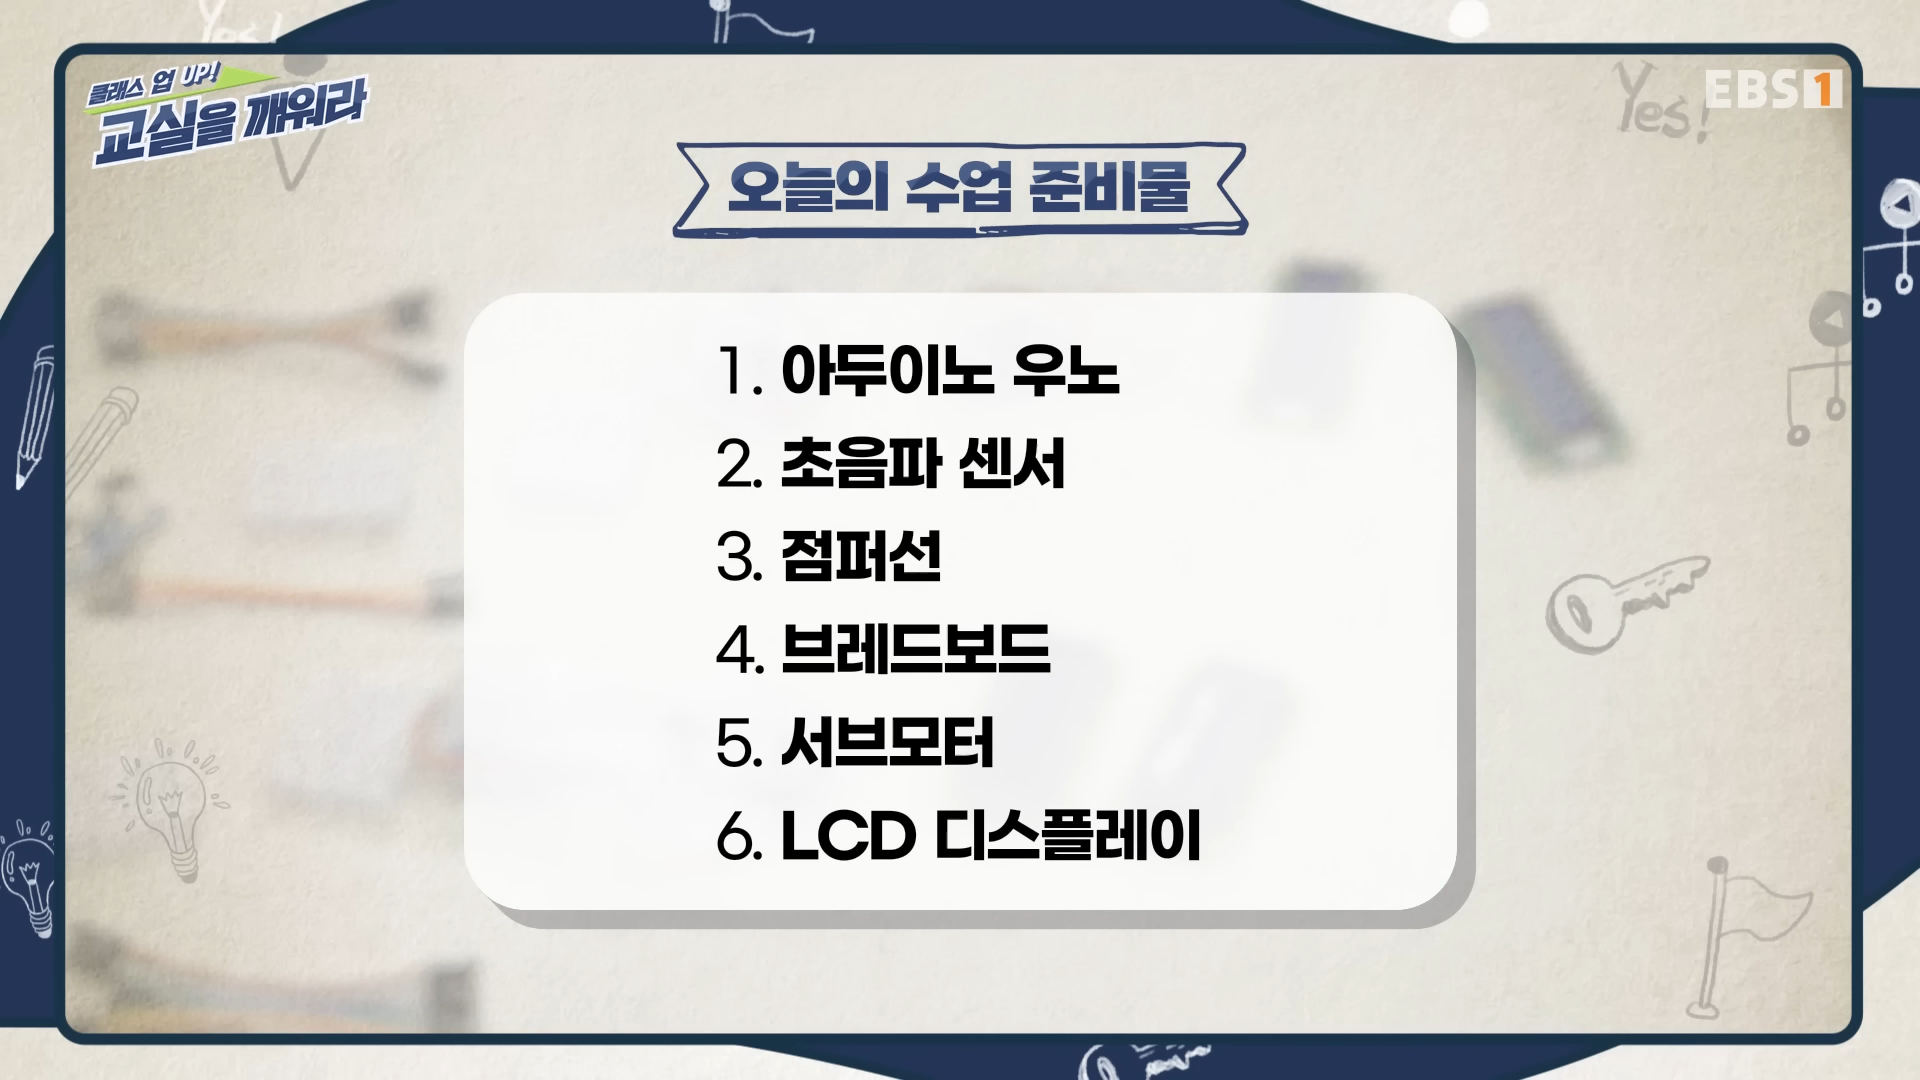 클래스 업 UP!
교실을 깨워라
Yes!
Yes!
EBS1
오늘의 수업 준비물
1. 아두이노 우노
2. 초음파 센서
3. 점퍼선
4. 브레드보드
5. 서브모터
6. LCD 디스플레이